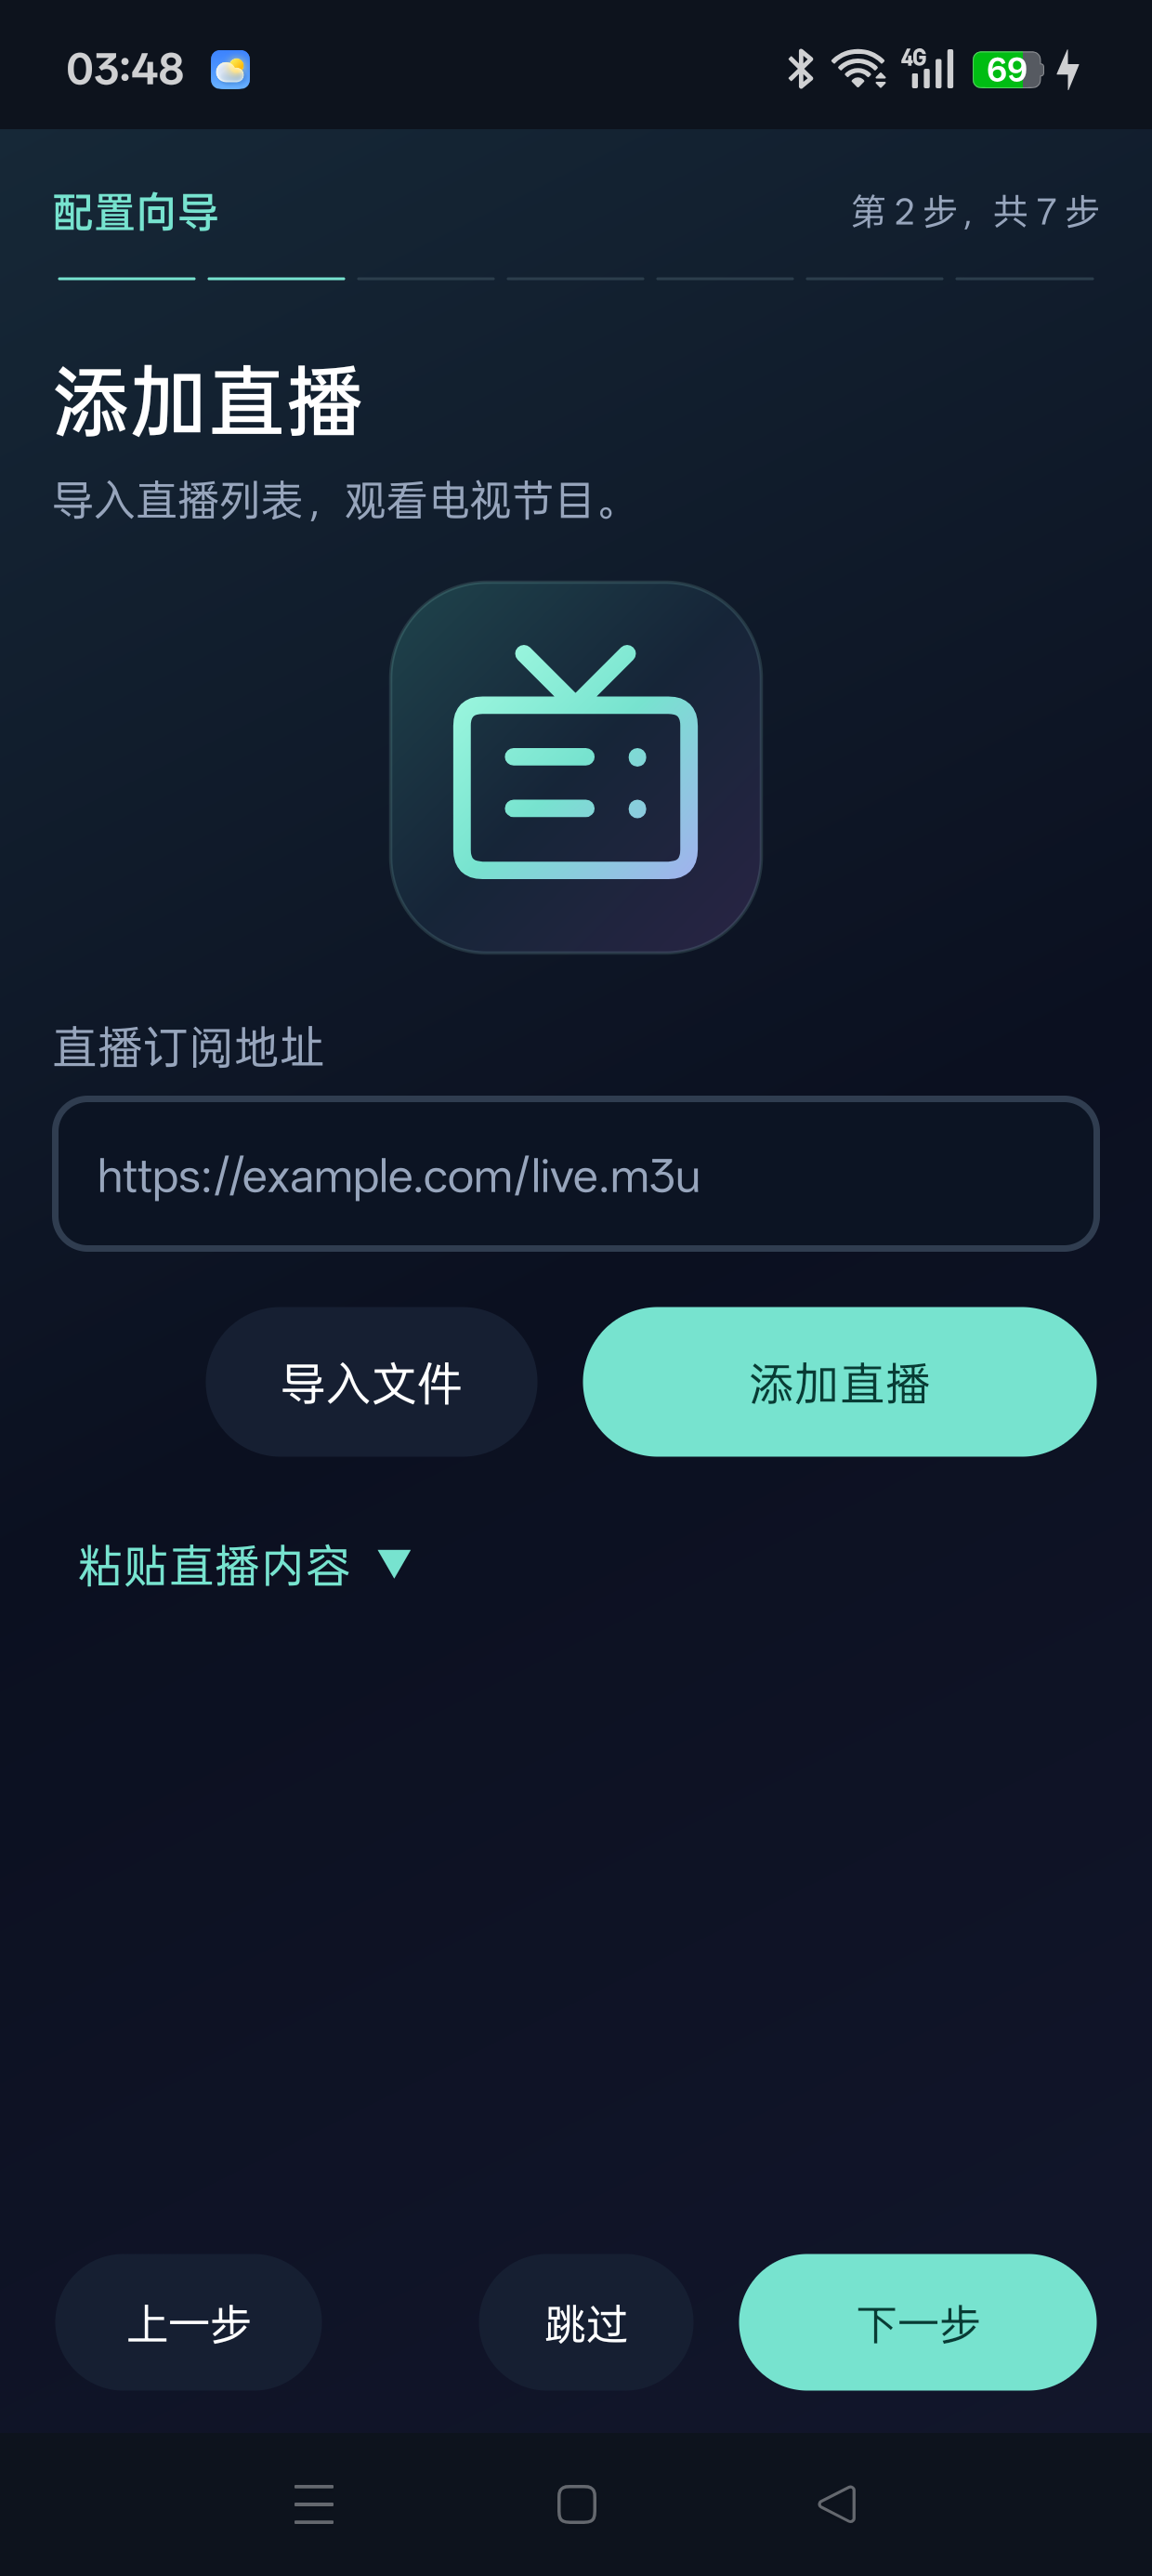 03:48
4G
69
配置向导
第 2 步，共 7 步
添加直播
导入直播列表，观看电视节目。
直播订阅地址
https://example.com/live.m3u
导入文件
添加直播
粘贴直播内容 ▼
上一步
跳过
下一步